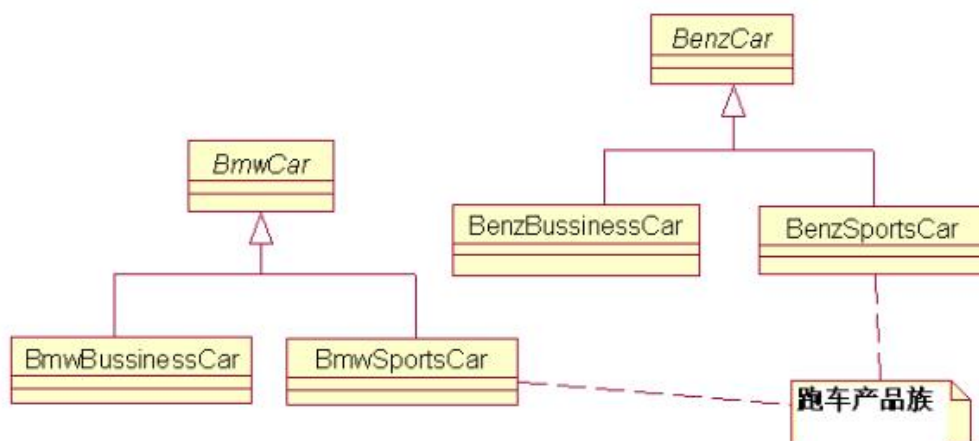 BenzCar
BmwCar
BenzBussinessCar
BenzSportsCar
BmwBussinessCar
BmwSportsCar
跑车产品族